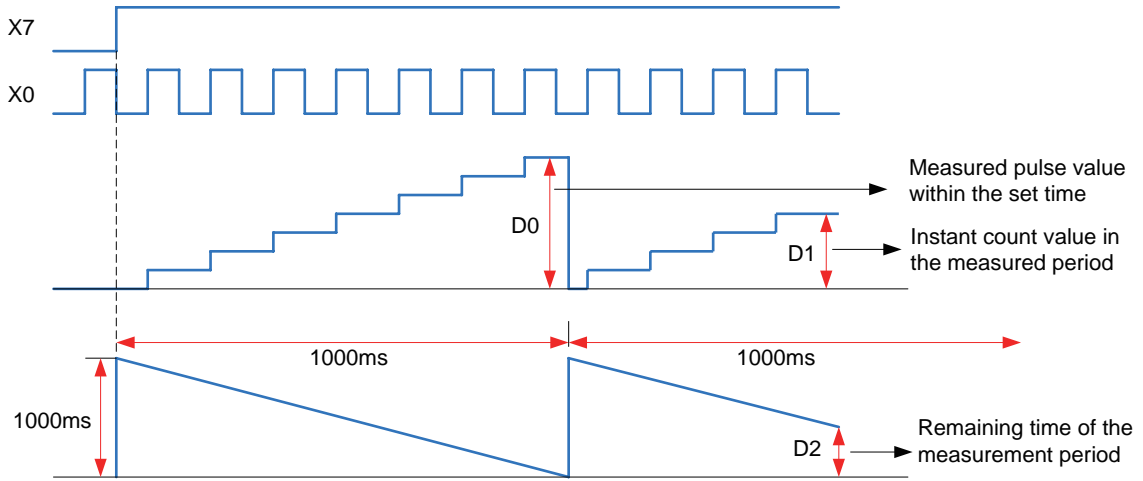 X7
X0
Measured pulse value
within the set time
D0
Instant count value in
the measured period
D1
1000ms
1000ms
1000ms
Remaining time of the
measurement period
D2